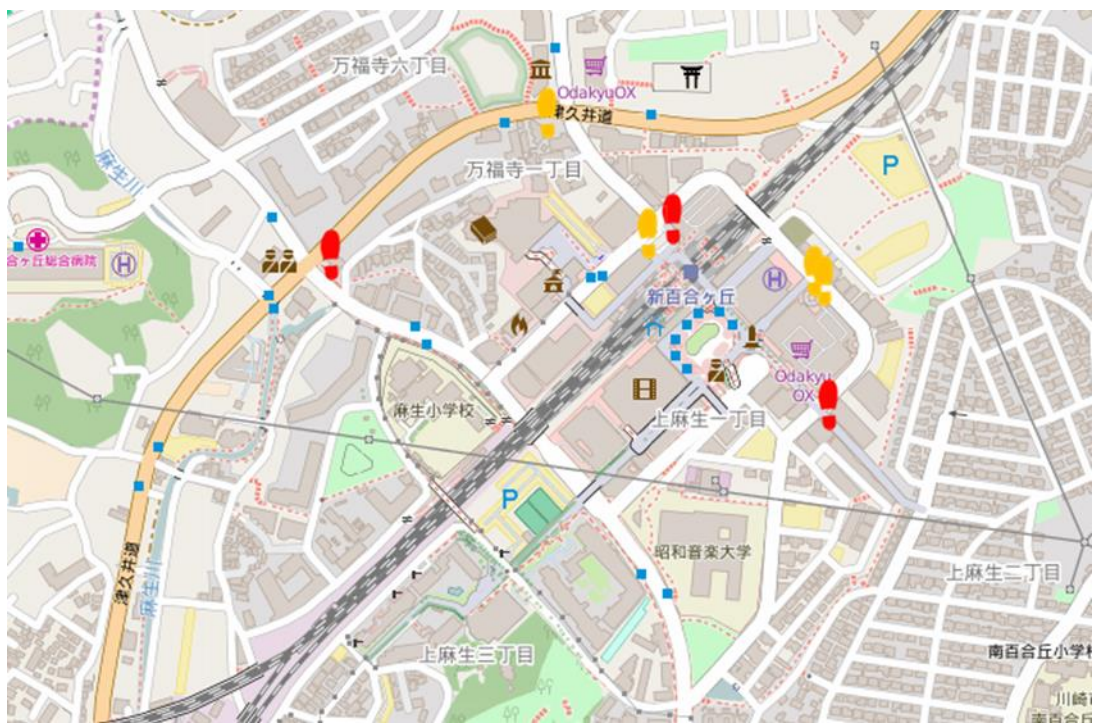 万福寺六丁目
OdakyuOX
津久井道
万福寺一丁目
P
麻生川
合ヶ丘総合病院
H
新百合ヶ丘
H
Odakyu
OX
麻生小学校
上麻生一丁目
P
昭和音楽大学
津久井道
麻生川
上麻生二丁目
上麻生三丁目
南百合丘小学校
川崎市
南百合丘